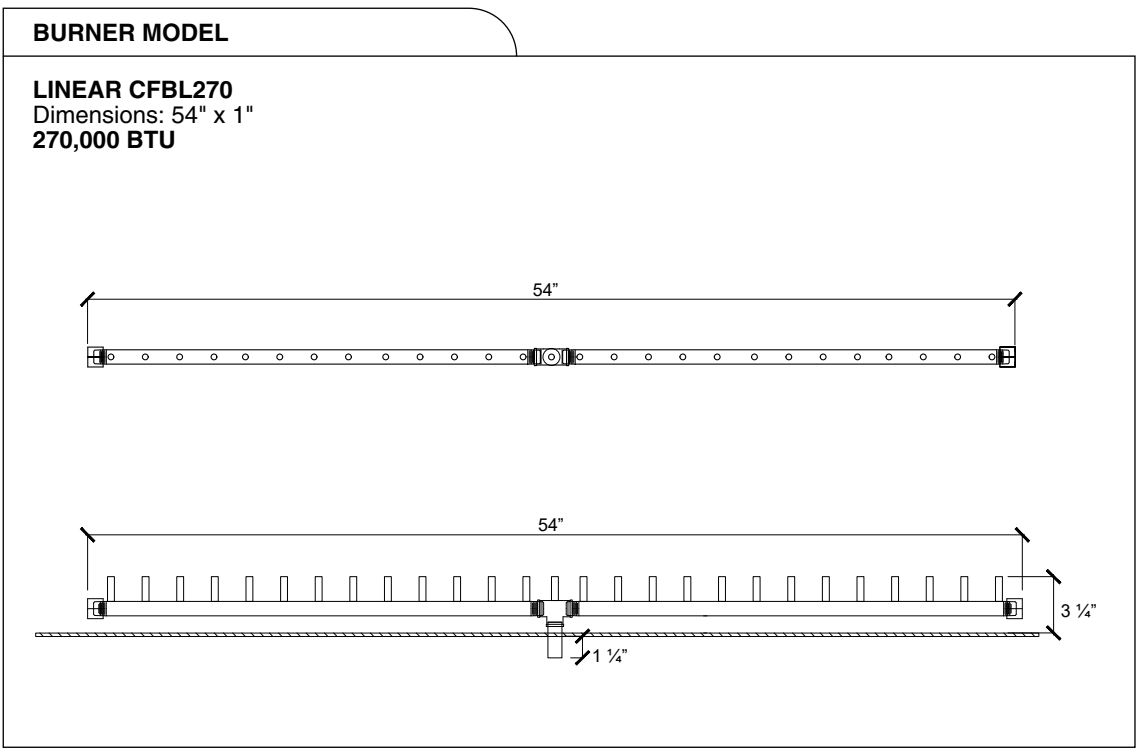 BURNER MODEL
LINEAR CFBL270
Dimensions: 54" x 1"
270,000 BTU
54”
54”
3 ¼”
1 ¼”